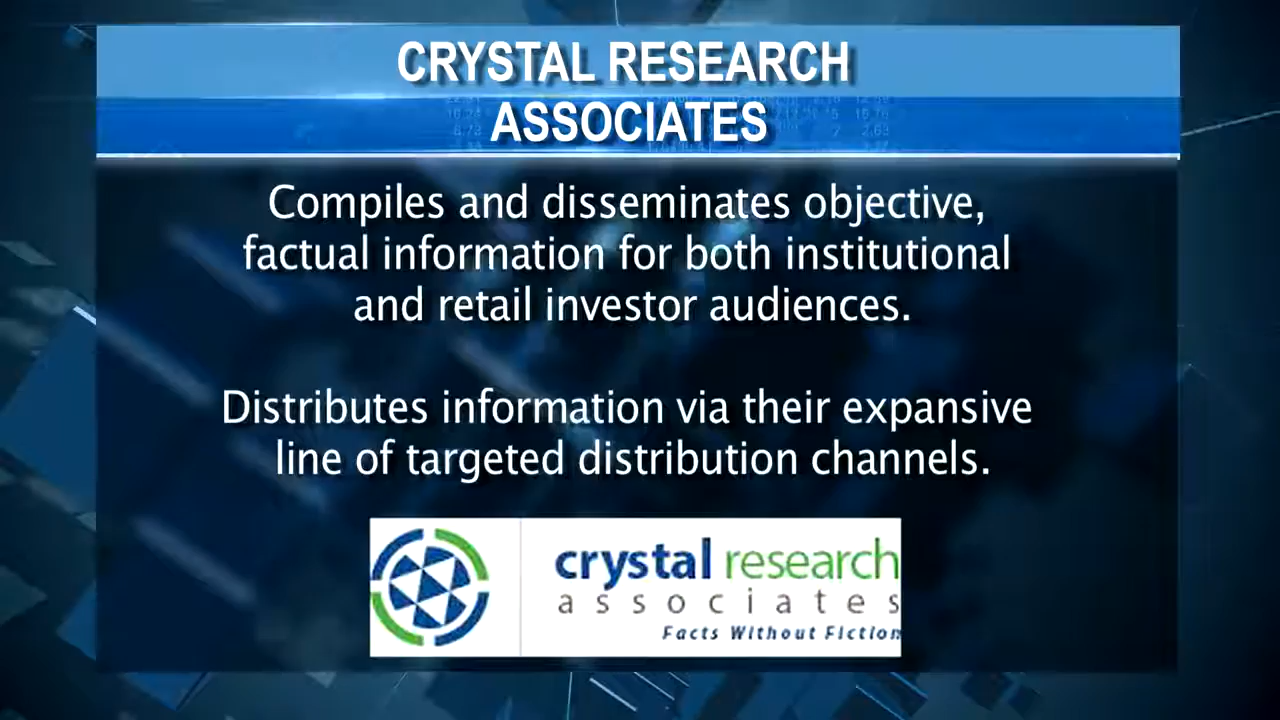 CRYSTAL RESEARCH
ASSOCIATES
Compiles and disseminates objective,
factual information for both institutional
and retail investor audiences.
Distributes information via their expansive
line of targeted distribution channels.
crystal research
associates
Facts Without Fiction